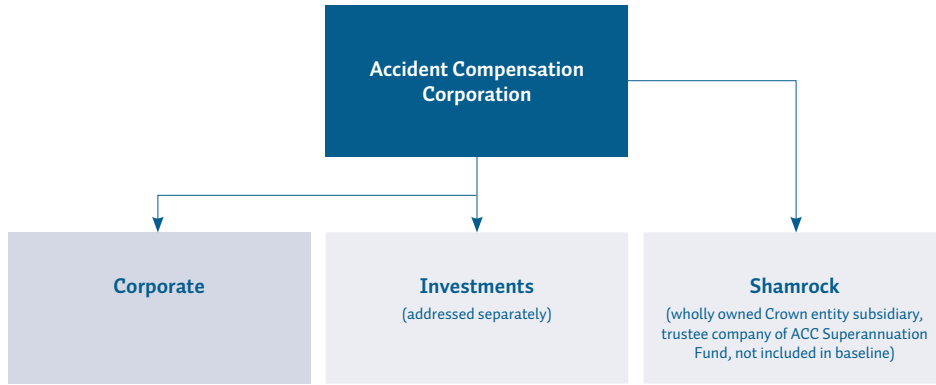 Accident Compensation
Corporation
Corporate
Investments
(addressed separately)
Shamrock
(wholly owned Crown entity subsidiary,
trustee company of ACC Superannuation
Fund, not included in baseline)